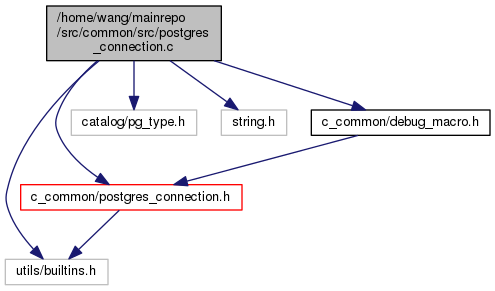 /home/wang/mainrepo
/src/common/src/postgres
_connection.c
catalog/pg_type.h
string.h
c_common/debug_macro.h
c_common/postgres_connection.h
utils/builtins.h